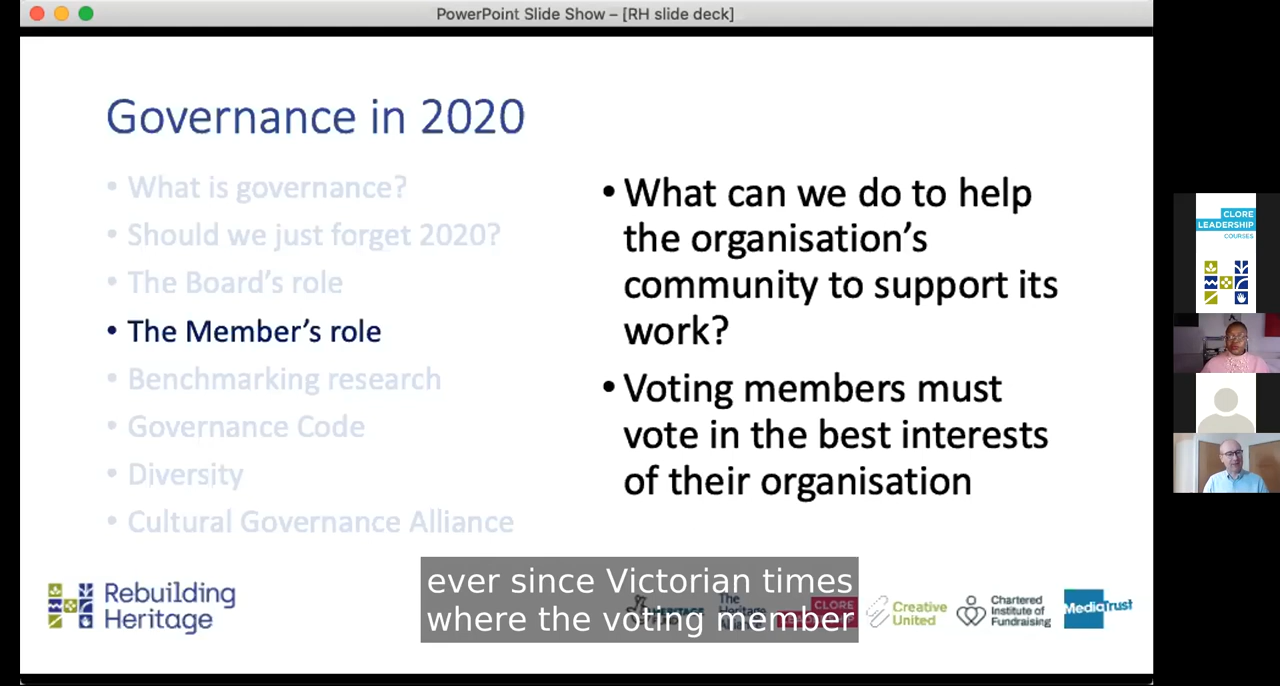 PowerPoint Slide Show – [RH slide deck]
Governance in 2020
• What is governance?
• Should we just forget 2020?
• The Board’s role
• The Member’s role
• Benchmarking research
• Governance Code
• Diversity
• Cultural Governance Alliance
• What can we do to help
the organisation’s
community to support its
work?
• Voting members must
vote in the best interests
of their organisation
CLORE
LEADERSHIP
COURSES
ever since Victorian times
where the voting member
Rebuilding
Heritage
The
Heritage
CLORE
Creative
United
Chartered
Institute of
Fundraising
MediaTrust